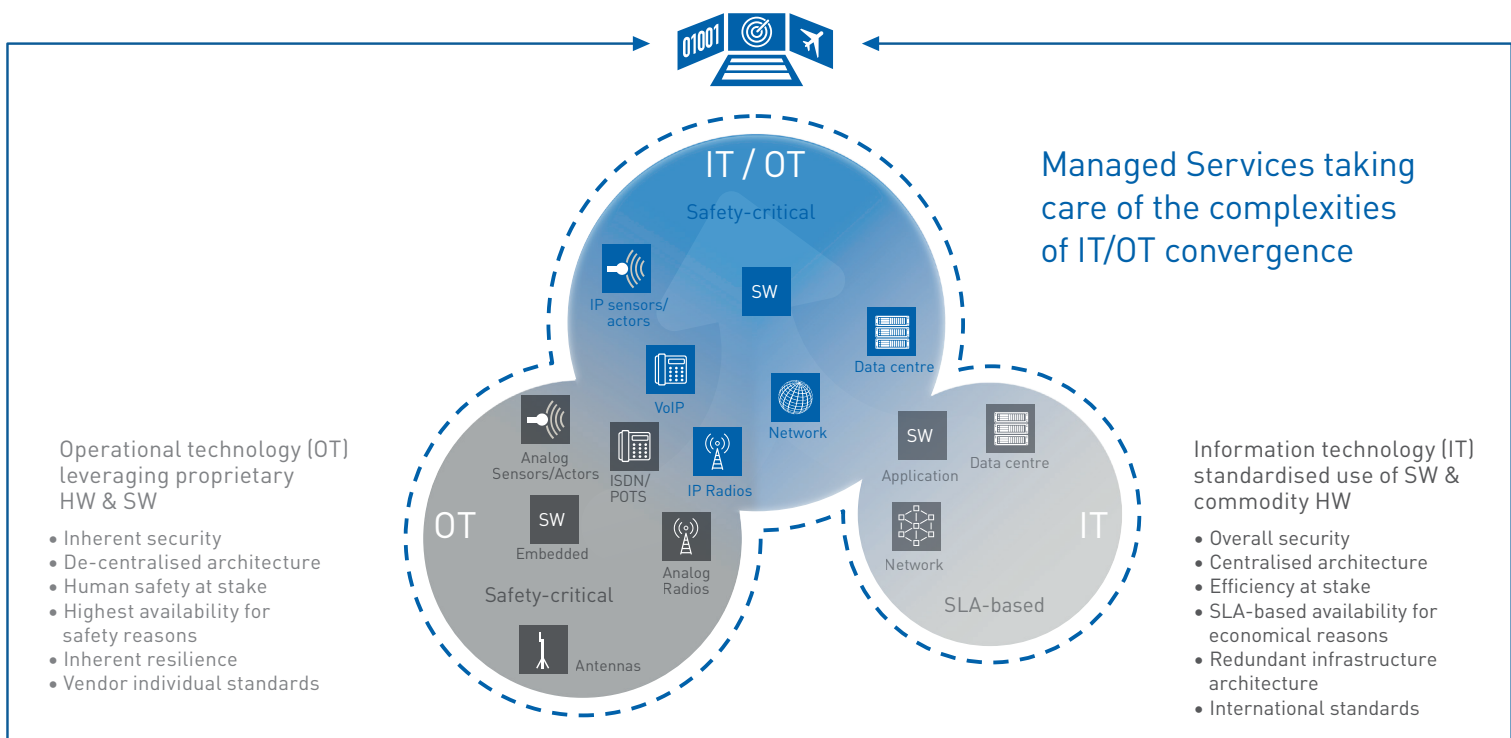 01001
IT / OT
Safety-critical
Managed Services taking
care of the complexities
of IT/OT convergence
IP sensors/
actors
SW
Data centre
VoIP
Network
IP Radios
Operational technology (OT)
leveraging proprietary
HW & SW
• Inherent security
• De-centralised architecture
• Human safety at stake
• Highest availability for
safety reasons
• Inherent resilience
• Vendor individual standards
OT
Analog
Sensors/Actors
ISDN/
POTS
SW
Embedded
Analog
Radios
Safety-critical
Antennas
SW
Application
Data centre
Network
IT
SLA-based
Information technology (IT)
standardised use of SW &
commodity HW
• Overall security
• Centralised architecture
• Efficiency at stake
• SLA-based availability for
economical reasons
• Redundant infrastructure
architecture
• International standards